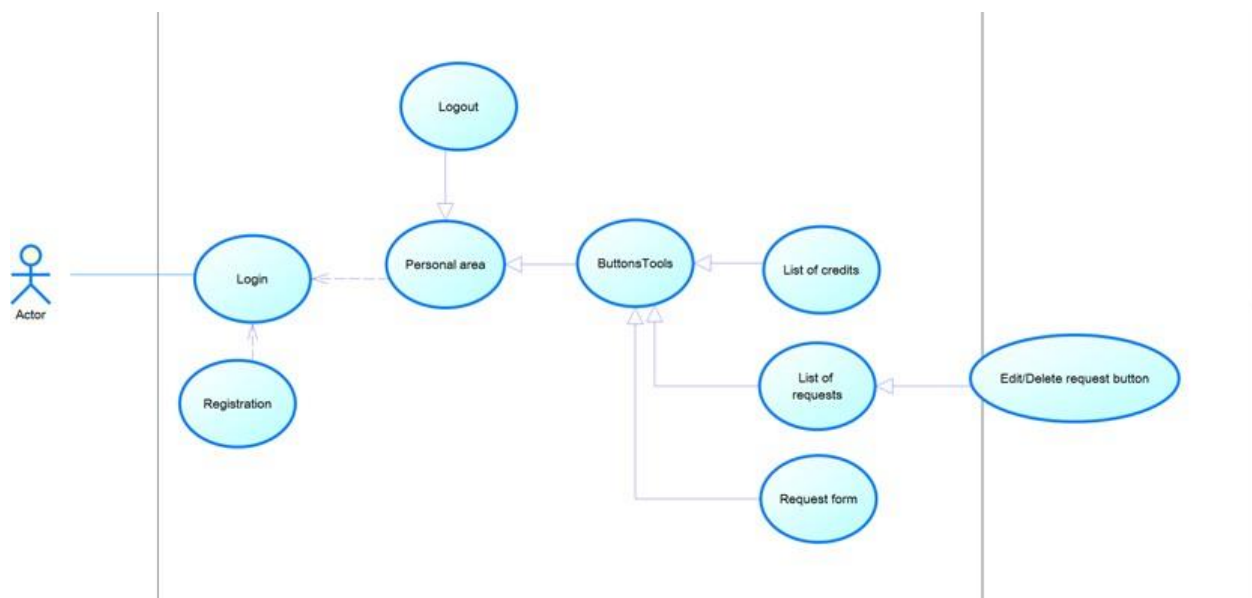 Logout
Personal area
ButtonsTools
List of credits
Login
Actor
List of
requests
Edit/Delete request button
Registration
Request form